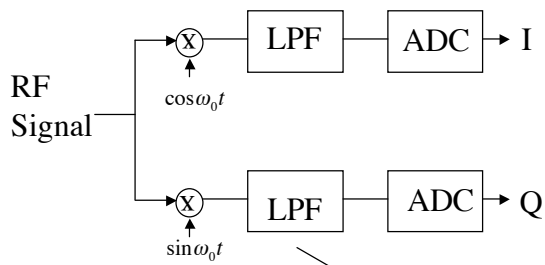 x LPF ADC I
cosω₀t
RF
Signal
x LPF ADC Q
sinω₀t